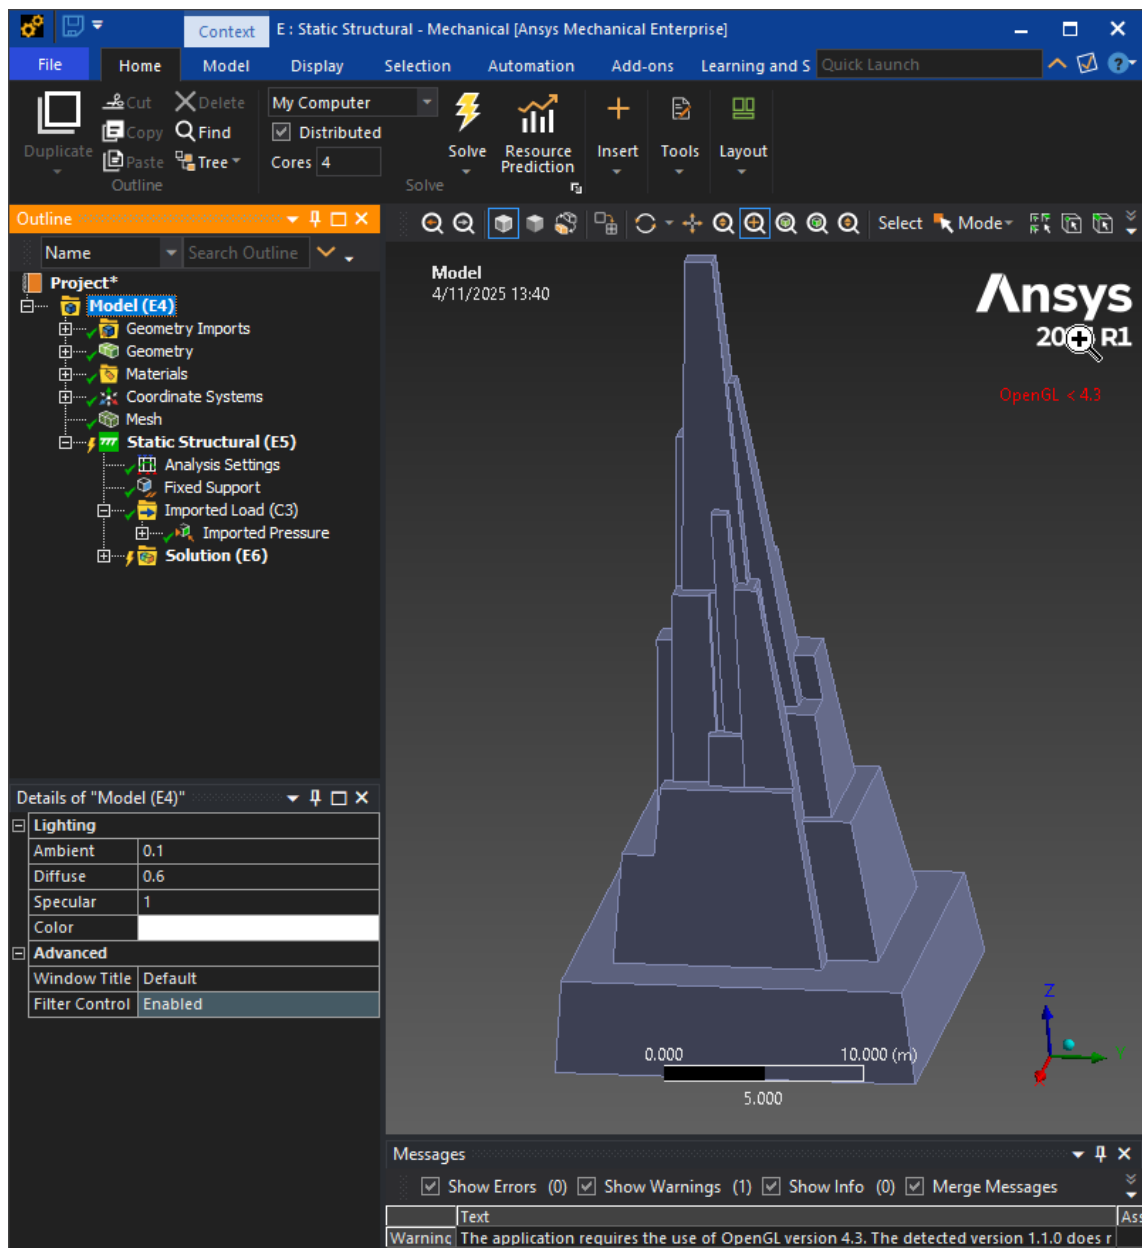 Context E : Static Structural - Mechanical [Ansys Mechanical Enterprise]
File Home Model Display Selection Automation Add-ons Learning and S Quick Launch
Duplicate
Cut
Copy
Paste
Outline
Delete
Find
Tree
My Computer
Distributed
Cores 4
Solve
Resource
Prediction
Solve
Insert
Tools
Layout
Outline
Name Search Outline
Select Mode
Project*
Model (E4)
Geometry Imports
Geometry
Materials
Coordinate Systems
Mesh
Static Structural (E5)
Analysis Settings
Fixed Support
Imported Load (C3)
Imported Pressure
Solution (E6)
Model
4/11/2025 13:40
Ansys
R1
OpenGL < 4.3
Z
Y
0.000 10.000 (m)
5.000
Details of "Model (E4)"
Lighting
Ambient 0.1
Diffuse 0.6
Specular 1
Color
Advanced
Window Title Default
Filter Control Enabled
Messages
Show Errors (0) Show Warnings (1) Show Info (0) Merge Messages
Text
The application requires the use of OpenGL version 4.3. The detected version 1.1.0 does